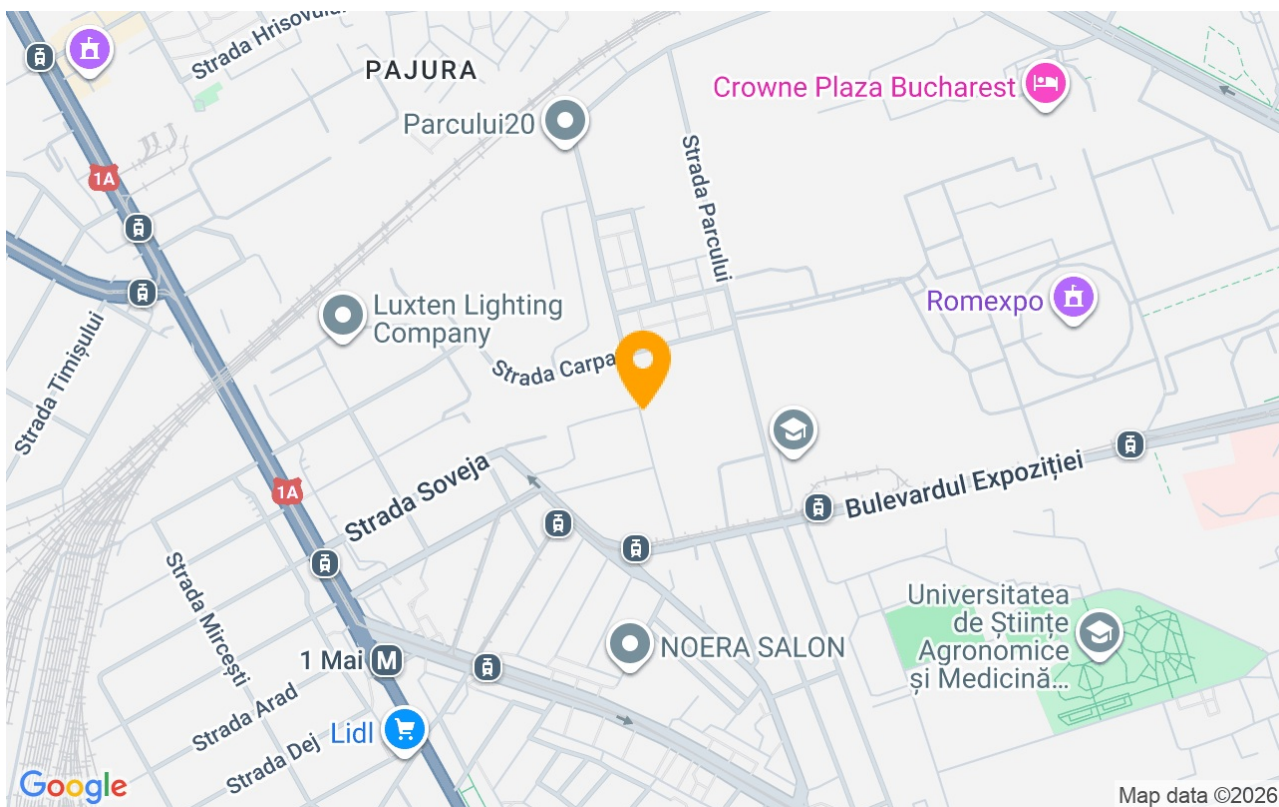 Strada Hrisovului
PAJURA
Crowne Plaza Bucharest
Parcului20
1A
Strada Parcului
Luxten Lighting
Company
Romexpo
Strada Timișului
Strada Carpa
1A
Strada Soveja
Bulevardul Expoziției
Strada Mircești
Universitatea
de Științe
Agronomice
și Medicină...
1 Mai M
NOERA SALON
Strada Arad
Lidl
Strada Dej
Google
Map data ©2026